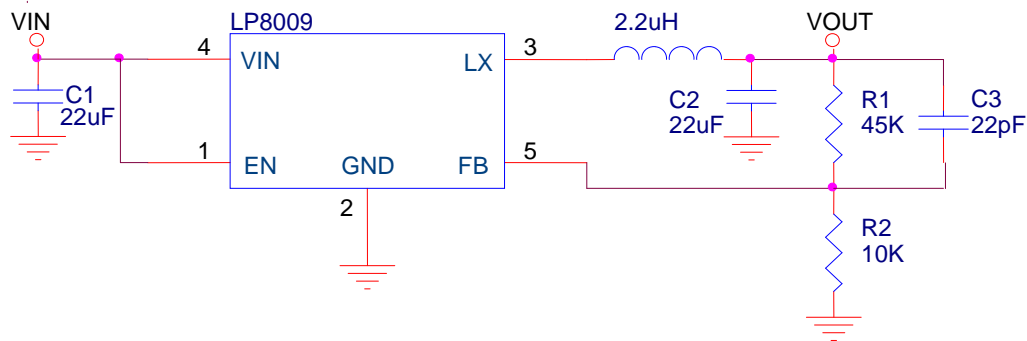 VIN
LP8009
2.2uH
VOUT
4
VIN
LX
3
C1
22uF
C2
22uF
R1
45K
C3
22pF
1
EN
GND
FB
5
2
R2
10K